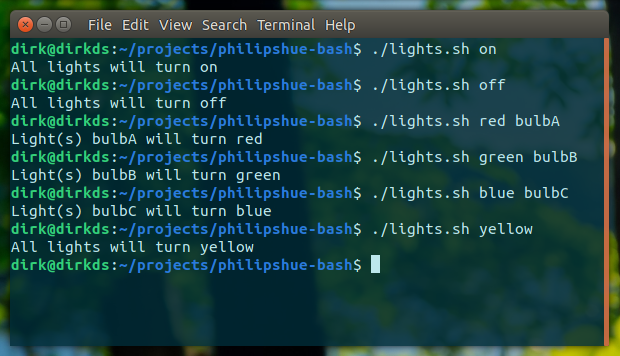 File Edit View Search Terminal Help
dirk@dirkds:~/projects/philipshue-bash$ ./lights.sh on
All lights will turn on
dirk@dirkds:~/projects/philipshue-bash$ ./lights.sh off
All lights will turn off
dirk@dirkds:~/projects/philipshue-bash$ ./lights.sh red bulbA
Light(s) bulbA will turn red
dirk@dirkds:~/projects/philipshue-bash$ ./lights.sh green bulbB
Light(s) bulbB will turn green
dirk@dirkds:~/projects/philipshue-bash$ ./lights.sh blue bulbC
Light(s) bulbC will turn blue
dirk@dirkds:~/projects/philipshue-bash$ ./lights.sh yellow
All lights will turn yellow
dirk@dirkds:~/projects/philipshue-bash$